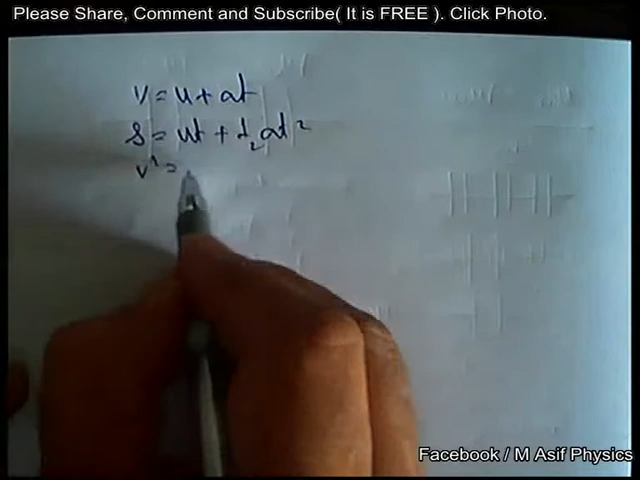 Please Share, Comment and Subscribe( It is FREE ). Click Photo.
v = u + at
s = ut + ½ at²
v² =
Facebook / M Asif Physics